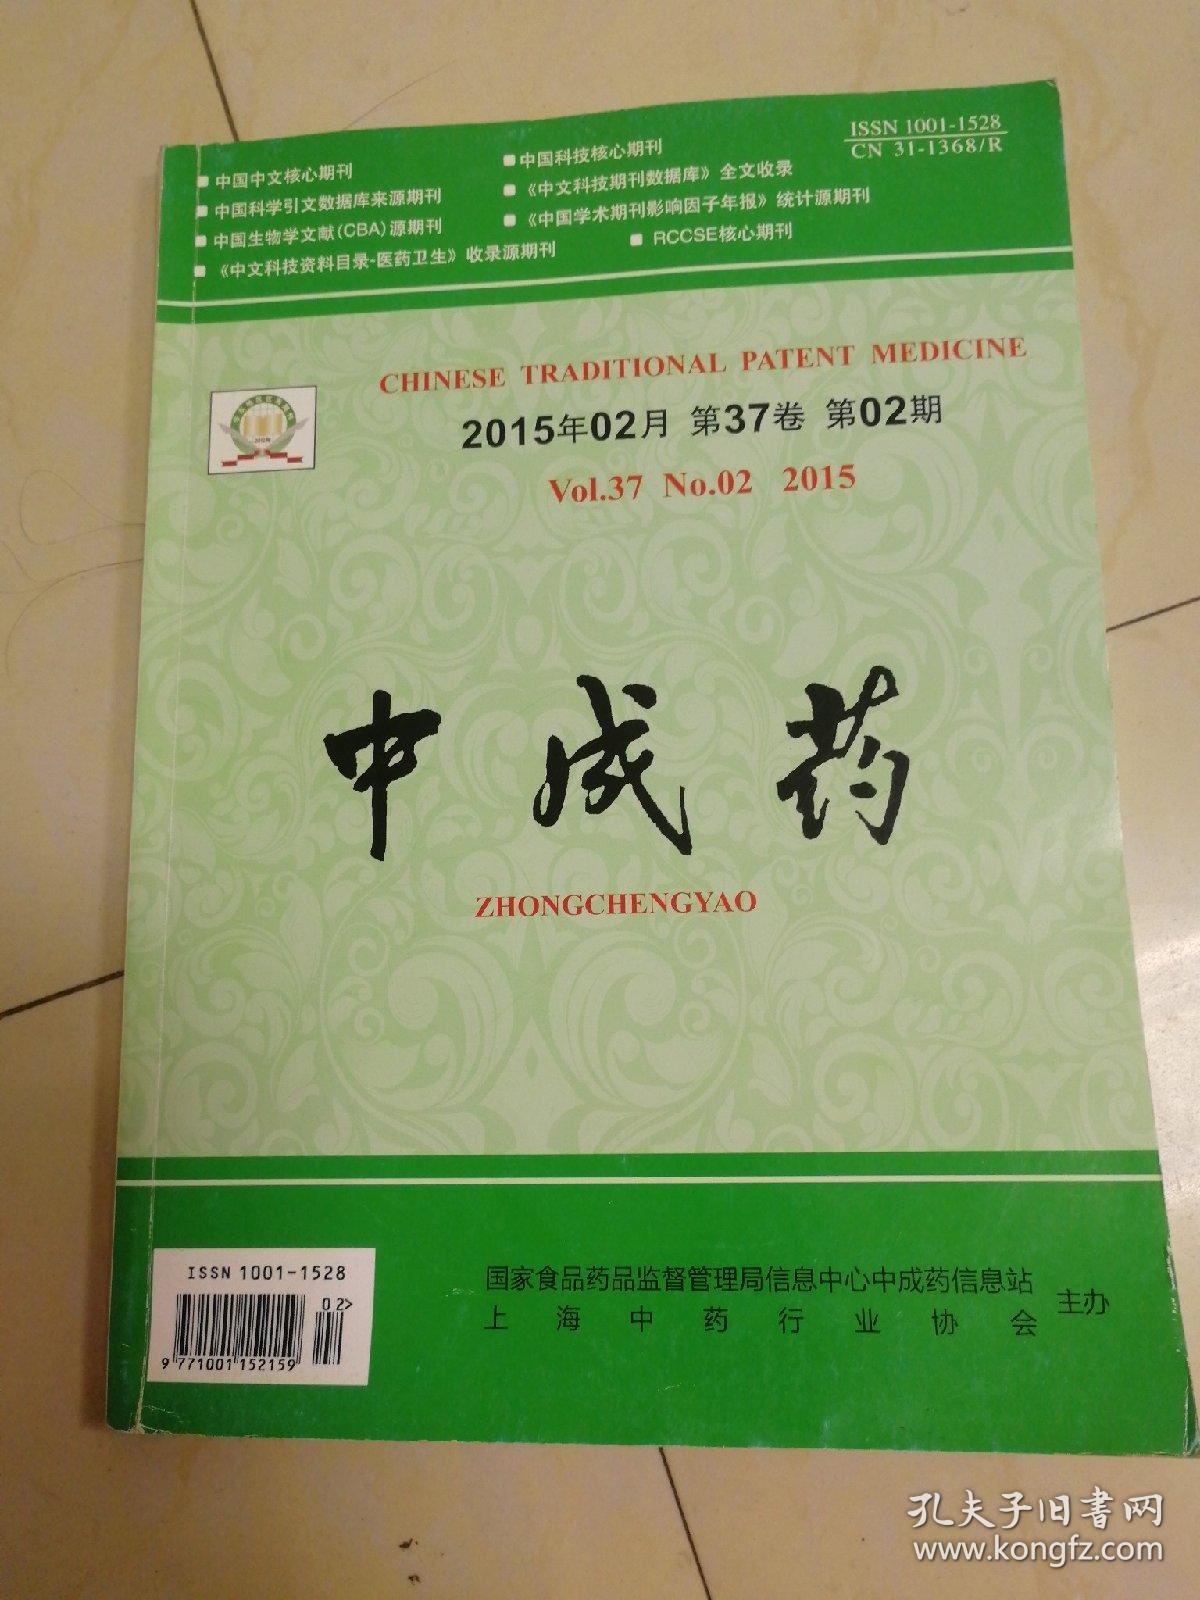 ISSN 1001-1528
CN 31-1368/R
■ 中国中文核心期刊
■ 中国科技核心期刊
■ 中国科学引文数据库来源期刊
■ 《中文科技期刊数据库》全文收录
■ 中国生物学文献(CBA)源期刊
■ 《中国学术期刊影响因子年报》统计源期刊
■ 《中文科技资料目录-医药卫生》收录源期刊
■ RCCSE核心期刊
CHINESE TRADITIONAL PATENT MEDICINE
2015年02月 第37卷 第02期
Vol.37 No.02 2015
中成药
ZHONGCHENGYAO
ISSN 1001-1528
02>
9 771001 152159
国家食品药品监督管理局信息中心中成药信息站
上海中药行业协会
主办
孔夫子旧书网
www.kongfz.com